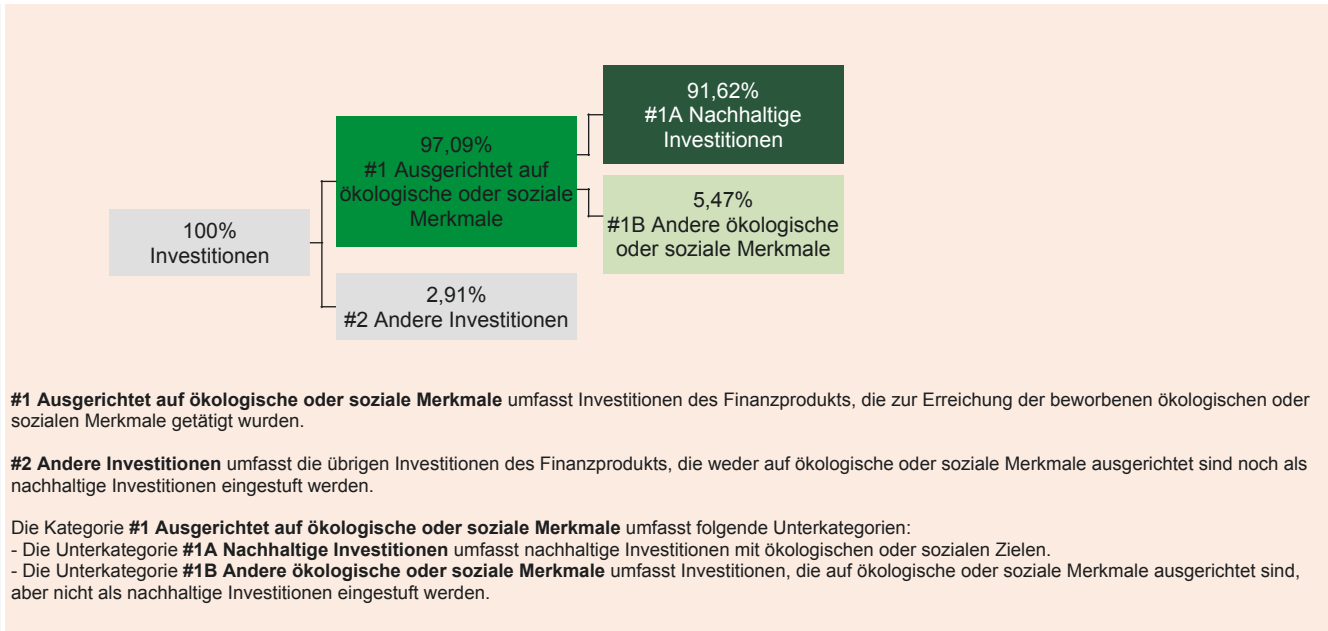 91,62%
#1A Nachhaltige
Investitionen
97,09%
#1 Ausgerichtet auf
ökologische oder soziale
Merkmale
5,47%
#1B Andere ökologische
oder soziale Merkmale
100%
Investitionen
2,91%
#2 Andere Investitionen
#1 Ausgerichtet auf ökologische oder soziale Merkmale umfasst Investitionen des Finanzprodukts, die zur Erreichung der beworbenen ökologischen oder
sozialen Merkmale getätigt wurden.
#2 Andere Investitionen umfasst die übrigen Investitionen des Finanzprodukts, die weder auf ökologische oder soziale Merkmale ausgerichtet sind noch als
nachhaltige Investitionen eingestuft werden.
Die Kategorie #1 Ausgerichtet auf ökologische oder soziale Merkmale umfasst folgende Unterkategorien:
- Die Unterkategorie #1A Nachhaltige Investitionen umfasst nachhaltige Investitionen mit ökologischen oder sozialen Zielen.
- Die Unterkategorie #1B Andere ökologische oder soziale Merkmale umfasst Investitionen, die auf ökologische oder soziale Merkmale ausgerichtet sind,
aber nicht als nachhaltige Investitionen eingestuft werden.